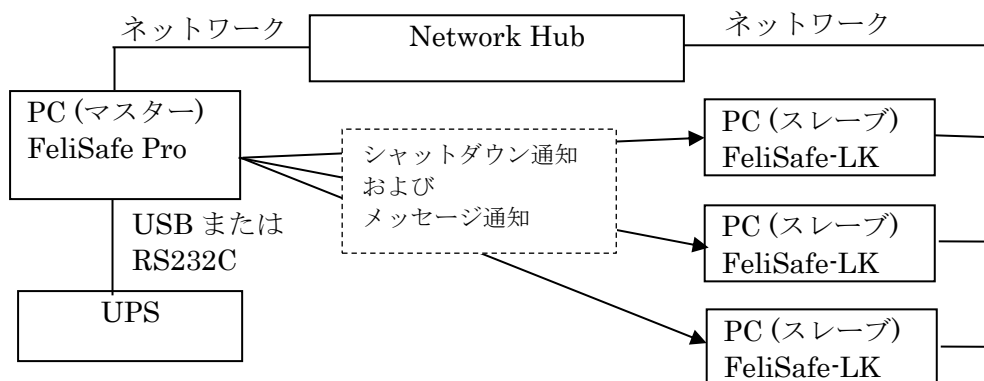 ネットワーク
Network Hub
ネットワーク
PC (マスター)
FeliSafe Pro
シャットダウン通知
および
メッセージ通知
PC (スレーブ)
FeliSafe-LK
USB または
RS232C
PC (スレーブ)
FeliSafe-LK
UPS
PC (スレーブ)
FeliSafe-LK